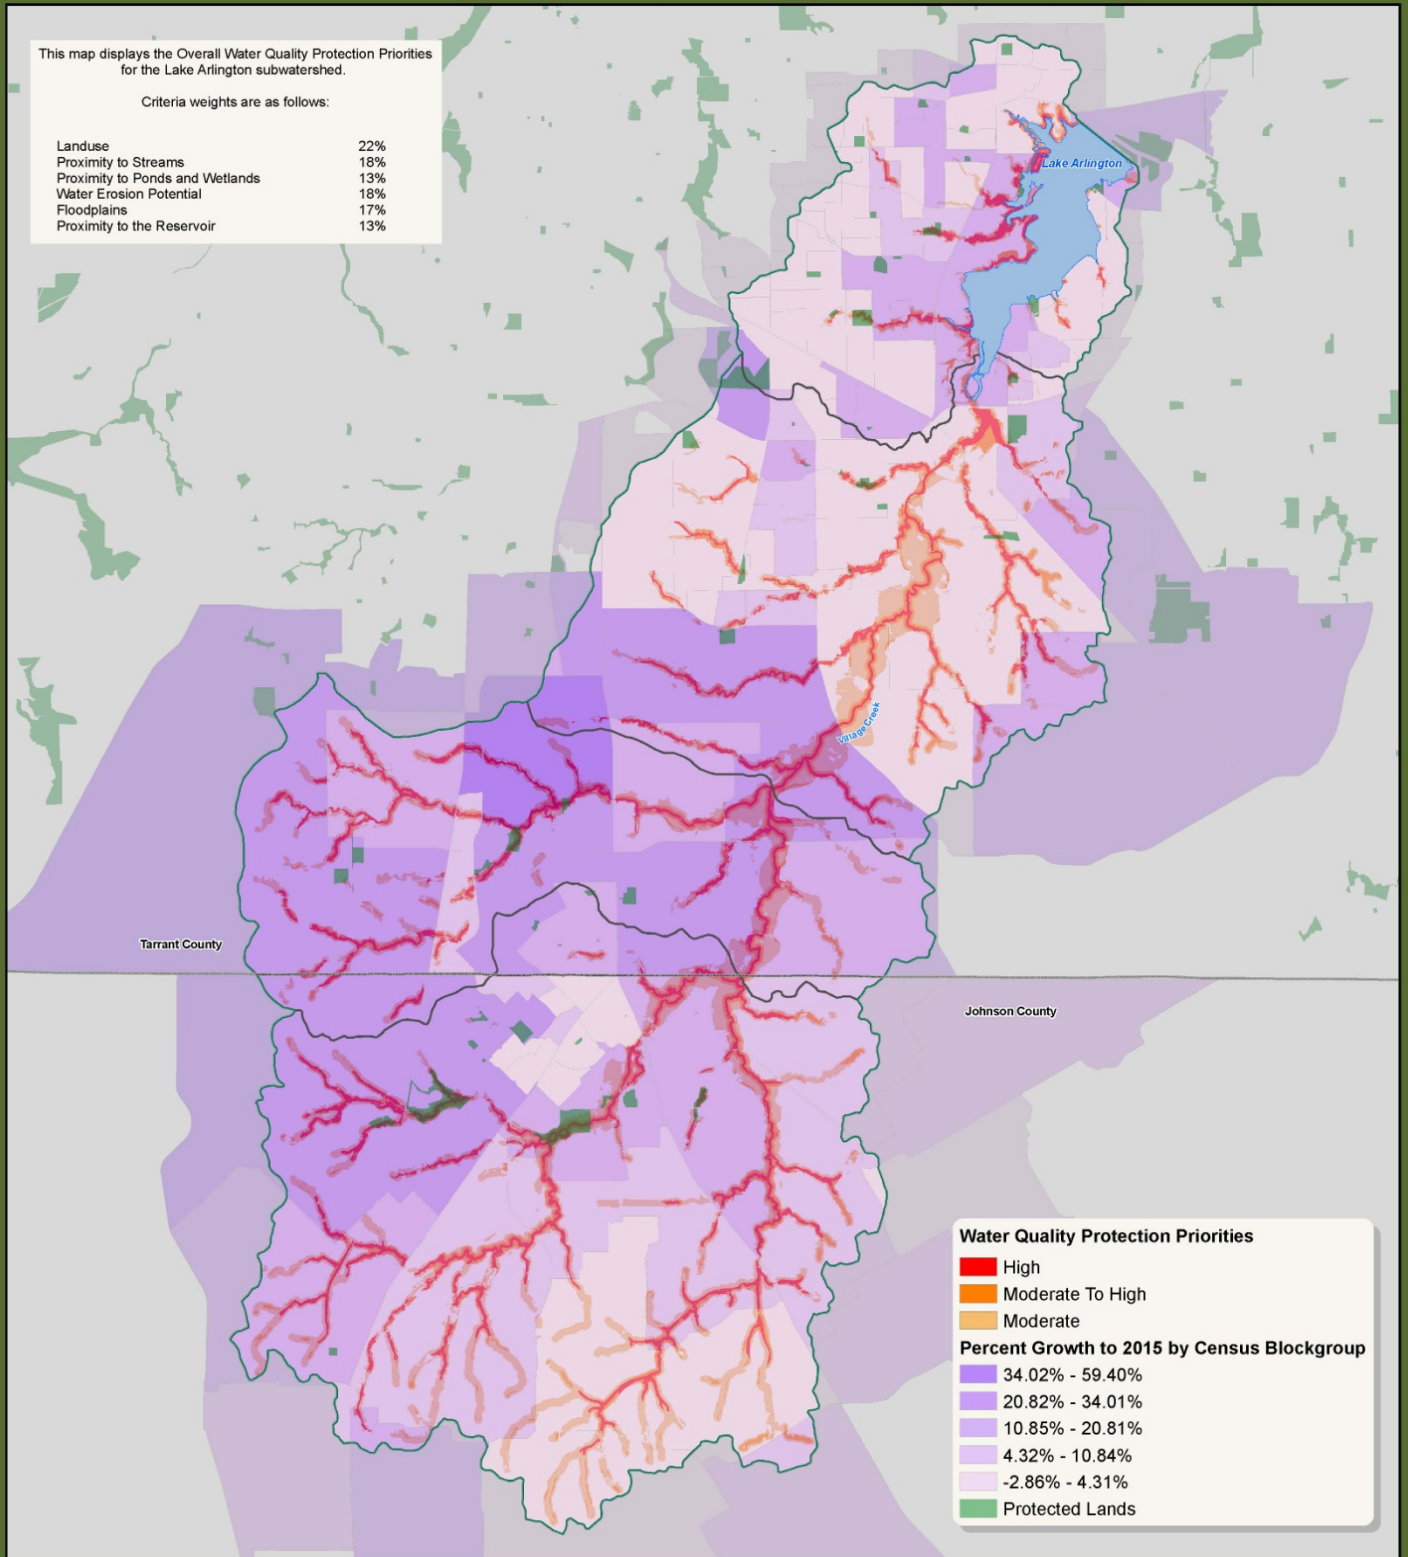 This map displays the Overall Water Quality Protection Priorities
for the Lake Arlington subwatershed.
Criteria weights are as follows:
Landuse 22%
Proximity to Streams 18%
Proximity to Ponds and Wetlands 13%
Water Erosion Potential 18%
Floodplains 17%
Proximity to the Reservoir 13%
Lake Arlington
Village Creek
Tarrant County
Johnson County
Water Quality Protection Priorities
High
Moderate To High
Moderate
Percent Growth to 2015 by Census Blockgroup
34.02% - 59.40%
20.82% - 34.01%
10.85% - 20.81%
4.32% - 10.84%
-2.86% - 4.31%
Protected Lands